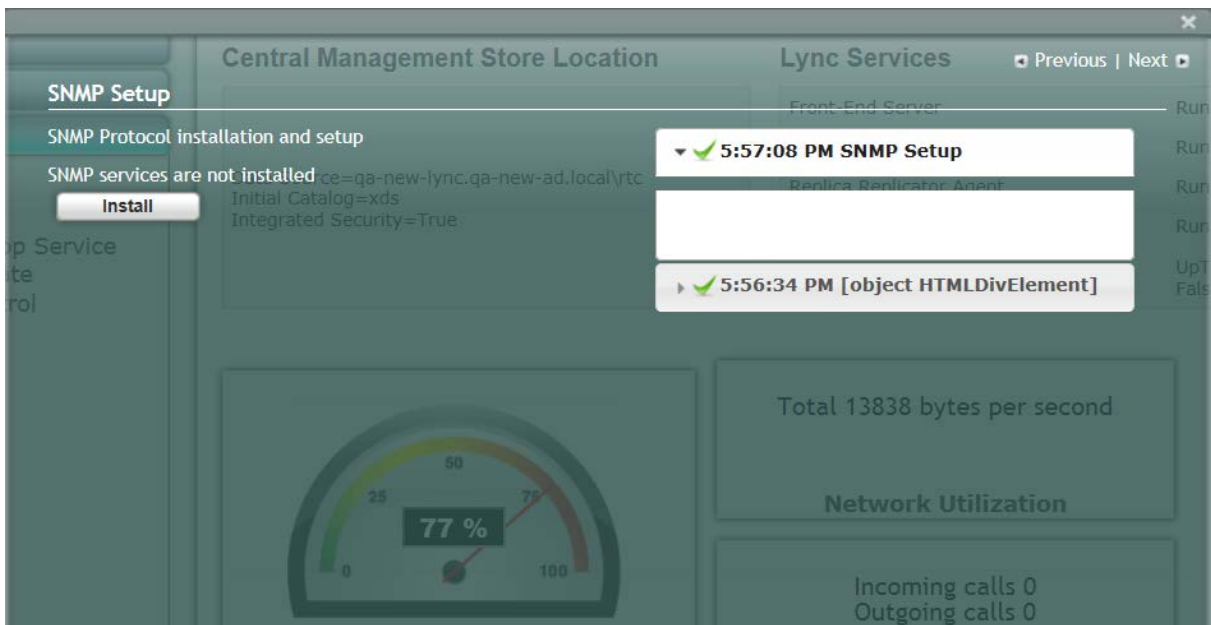 Central Management Store Location
Lync Services
Previous | Next
SNMP Setup
Front-End Server
Run
SNMP Protocol installation and setup
5:57:08 PM SNMP Setup
Run
SNMP services are not installed
=qa-new-lync.qa-new-ad.local\rtc
Replica Replicator Agent
Run
Install
Initial Catalog=xds
Integrated Security=True
Run
op Service
ate
trol
UpT
Fals
5:56:34 PM [object HTMLDivElement]
Total 13838 bytes per second
Network Utilization
0
25
50
75
100
77 %
Incoming calls 0
Outgoing calls 0